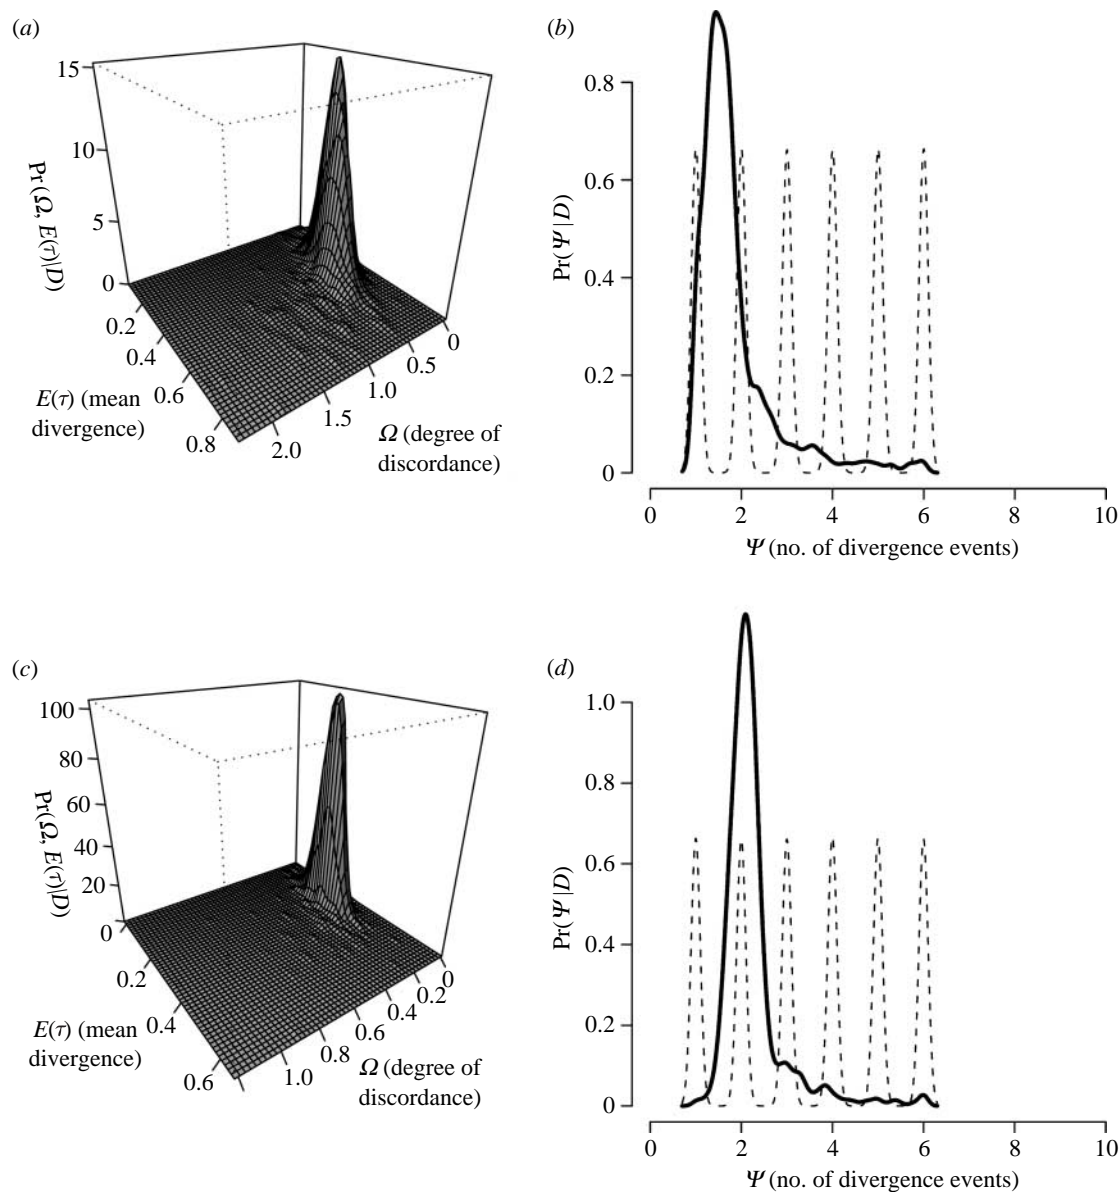 (a)
15
10
5
0
Pr(Ω, E(τ)|D)
0.2
0.4
0.6
0.8
E(τ) (mean
divergence)
0
0.5
1.0
1.5
2.0
Ω (degree of
discordance)
(b)
0.8
0.6
0.4
0.2
0
Pr(Ψ|D)
0 2 4 6 8 10
Ψ (no. of divergence events)
(c)
100
80
60
40
20
0
Pr(Ω, E(τ)|D)
0.2
0.4
0.6
E(τ) (mean
divergence)
0
0.2
0.4
0.6
0.8
1.0
Ω (degree of
discordance)
(d)
1.0
0.8
0.6
0.4
0.2
0
Pr(Ψ|D)
0 2 4 6 8 10
Ψ (no. of divergence events)